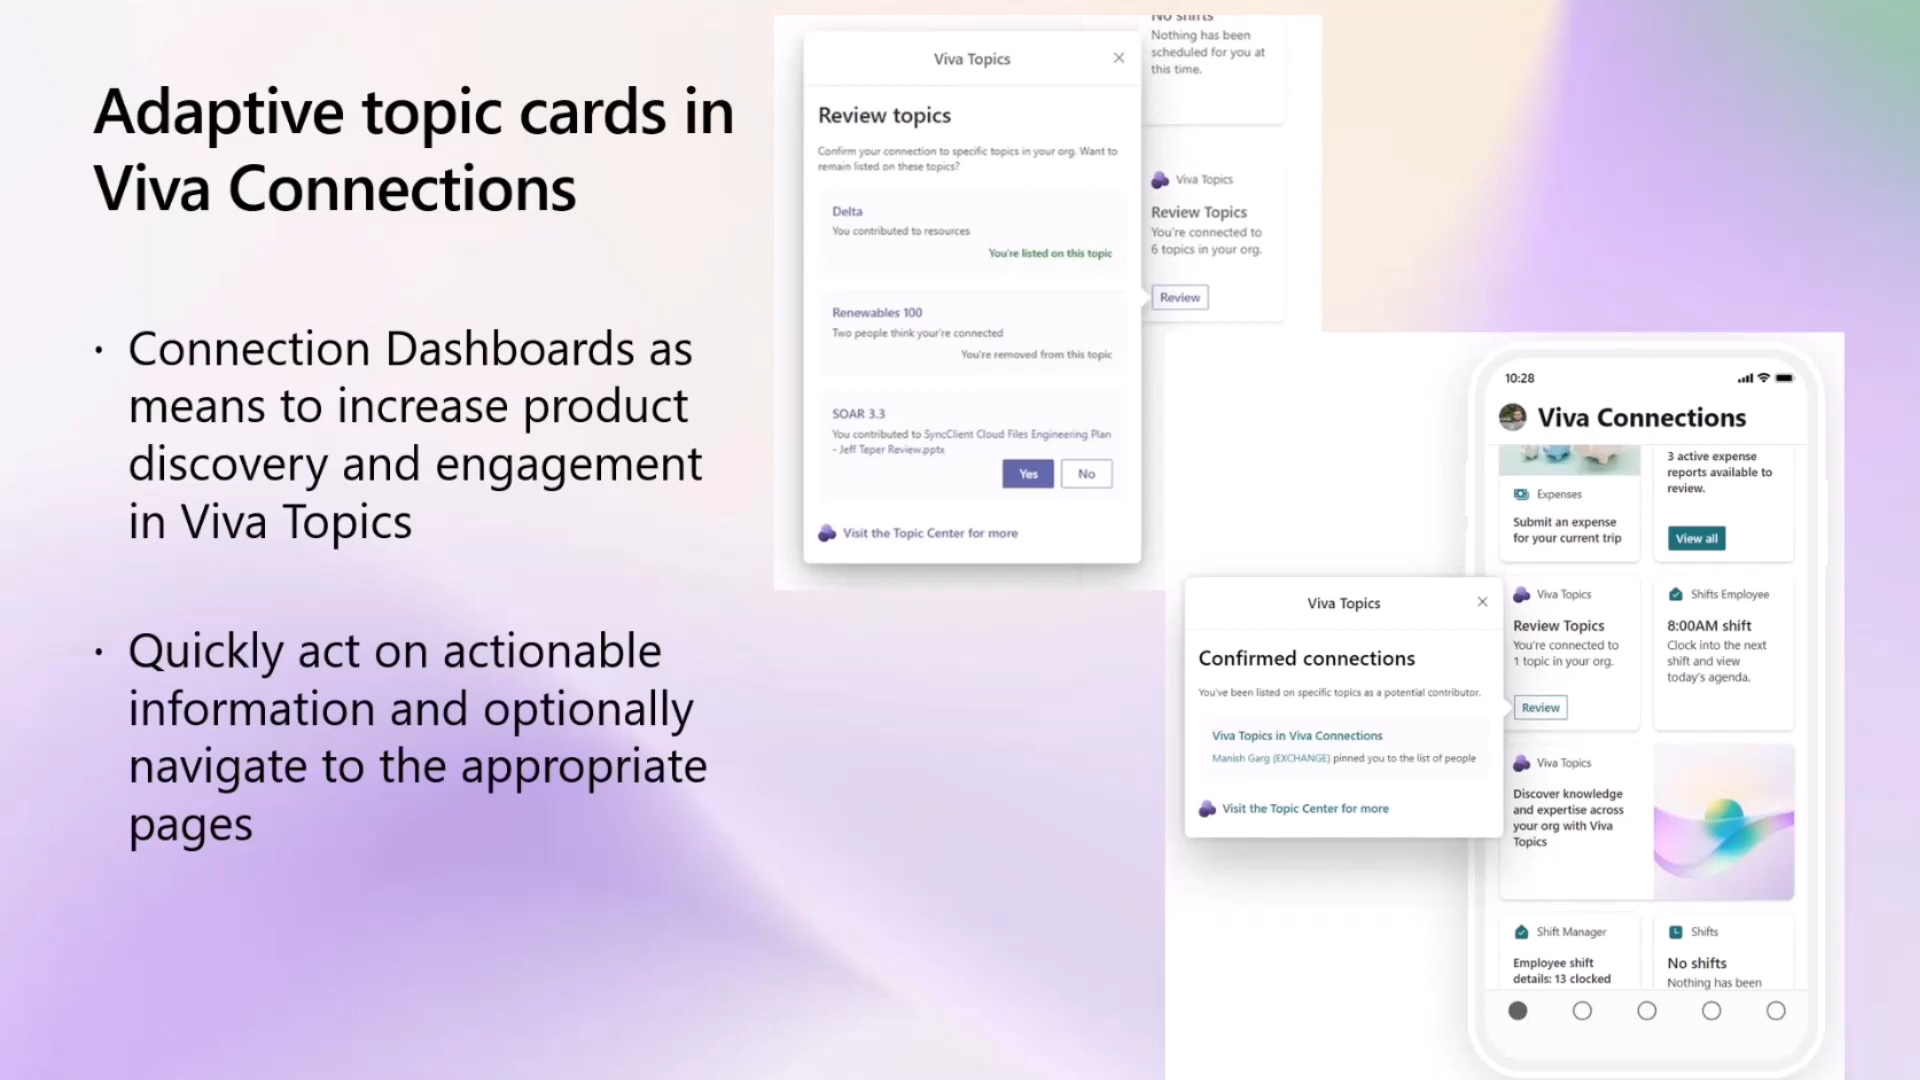 Adaptive topic cards in
Viva Connections
· Connection Dashboards as
means to increase product
discovery and engagement
in Viva Topics
· Quickly act on actionable
information and optionally
navigate to the appropriate
pages
Viva Topics
Review topics
Confirm your connection to specific topics in your org. Want to
remain listed on these topics?
Delta
You contributed to resources
You're listed on this topic
Renewables 100
Two people think your're connected
You're removed from this topic
SOAR 3.3
You contributed to SyncClient Cloud Files Engineering Plan
- Jeff Teper Review.pptx
Yes
No
Visit the Topic Center for more
No shifts
Nothing has been
scheduled for you at
this time.
Viva Topics
Review Topics
You're connected to
6 topics in your org.
Review
Viva Topics
Confirmed connections
You've been listed on specific topics as a potential contributor.
Viva Topics in Viva Connections
Manish Garg (EXCHANGE) pinned you to the list of people
Visit the Topic Center for more
10:28
Viva Connections
Expenses
Submit an expense
for your current trip
3 active expense
reports available to
review.
View all
Viva Topics
Review Topics
You're connected to
1 topic in your org.
Review
Shifts Employee
8:00AM shift
Clock into the next
shift and view
today's agenda.
Viva Topics
Discover knowledge
and expertise across
your org with Viva
Topics
Shift Manager
Employee shift
details: 13 clocked
Shifts
No shifts
Nothing has been